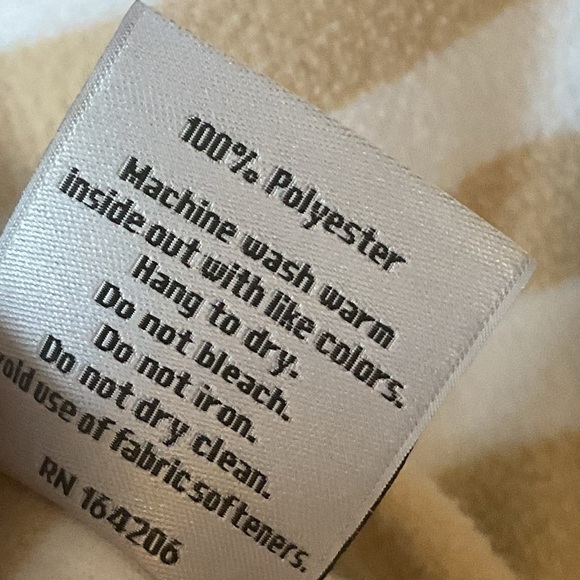 100% Polyester
Machine wash warm
inside out with like colors.
Hang to dry.
Do not bleach.
Do not iron.
Do not dry clean.
void use of fabric softeners.
RN 164206